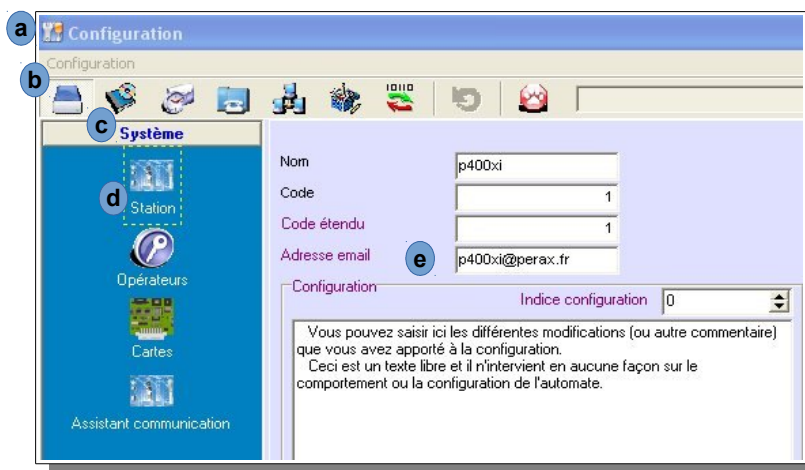 a
Configuration
Configuration
b
10110
c
Système
d
Station
Opérateurs
Cartes
Assistant communication
Nom p400xi
Code 1
Code étendu 1
Adresse email e p400xi@perax.fr
Configuration
Indice configuration 0
Vous pouvez saisir ici les différentes modifications (ou autre commentaire)
que vous avez apporté à la configuration.
Ceci est un texte libre et il n'intervient en aucune façon sur le
comportement ou la configuration de l'automate.